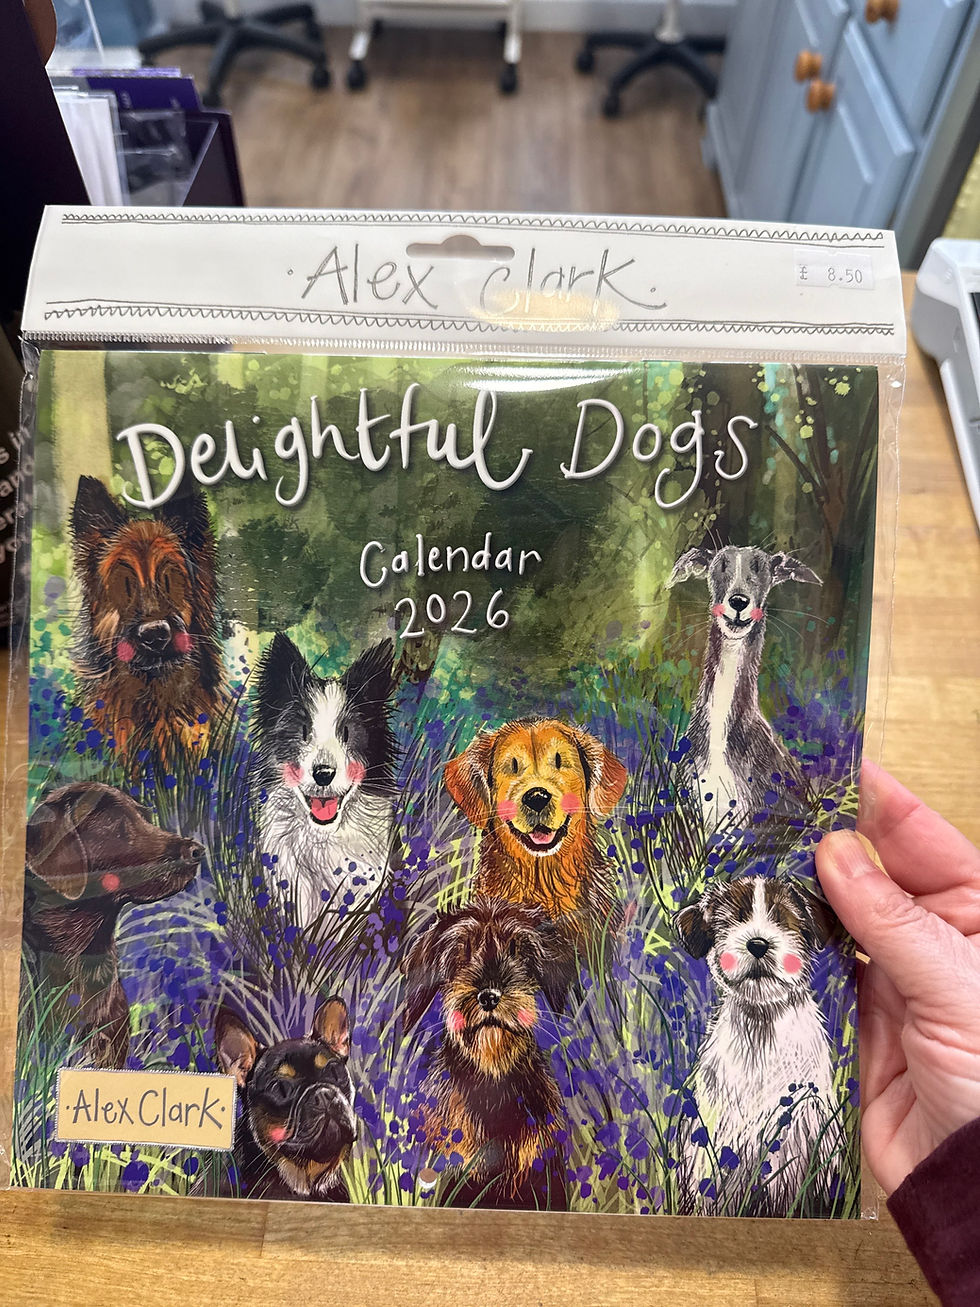 ·Alex Clark.
£ 8.50
Delightful Dogs
Calendar
2026
·Alex Clark·